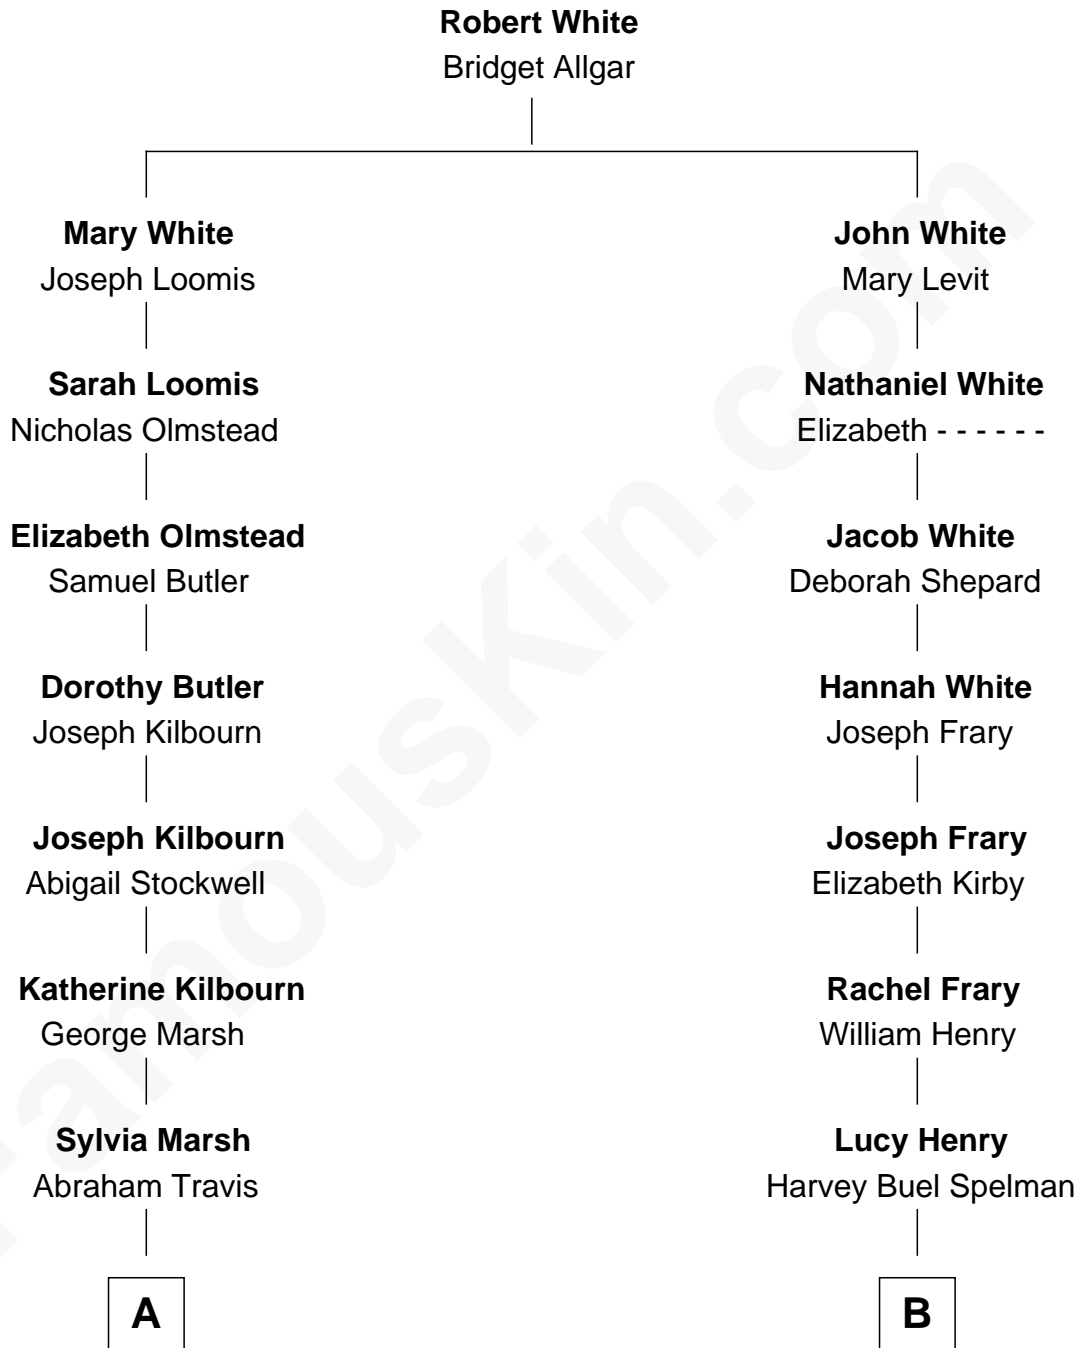 Robert White
Bridget Allgar
Mary White
Joseph Loomis
John White
Mary Levit
Sarah Loomis
Nicholas Olmstead
Nathaniel White
Elizabeth - - - - - -
Elizabeth Olmstead
Samuel Butler
Jacob White
Deborah Shepard
Dorothy Butler
Joseph Kilbourn
Hannah White
Joseph Frary
Joseph Kilbourn
Abigail Stockwell
Joseph Frary
Elizabeth Kirby
Katherine Kilbourn
George Marsh
Rachel Frary
William Henry
Sylvia Marsh
Abraham Travis
Lucy Henry
Harvey Buel Spelman
A
B
FamousKin.com